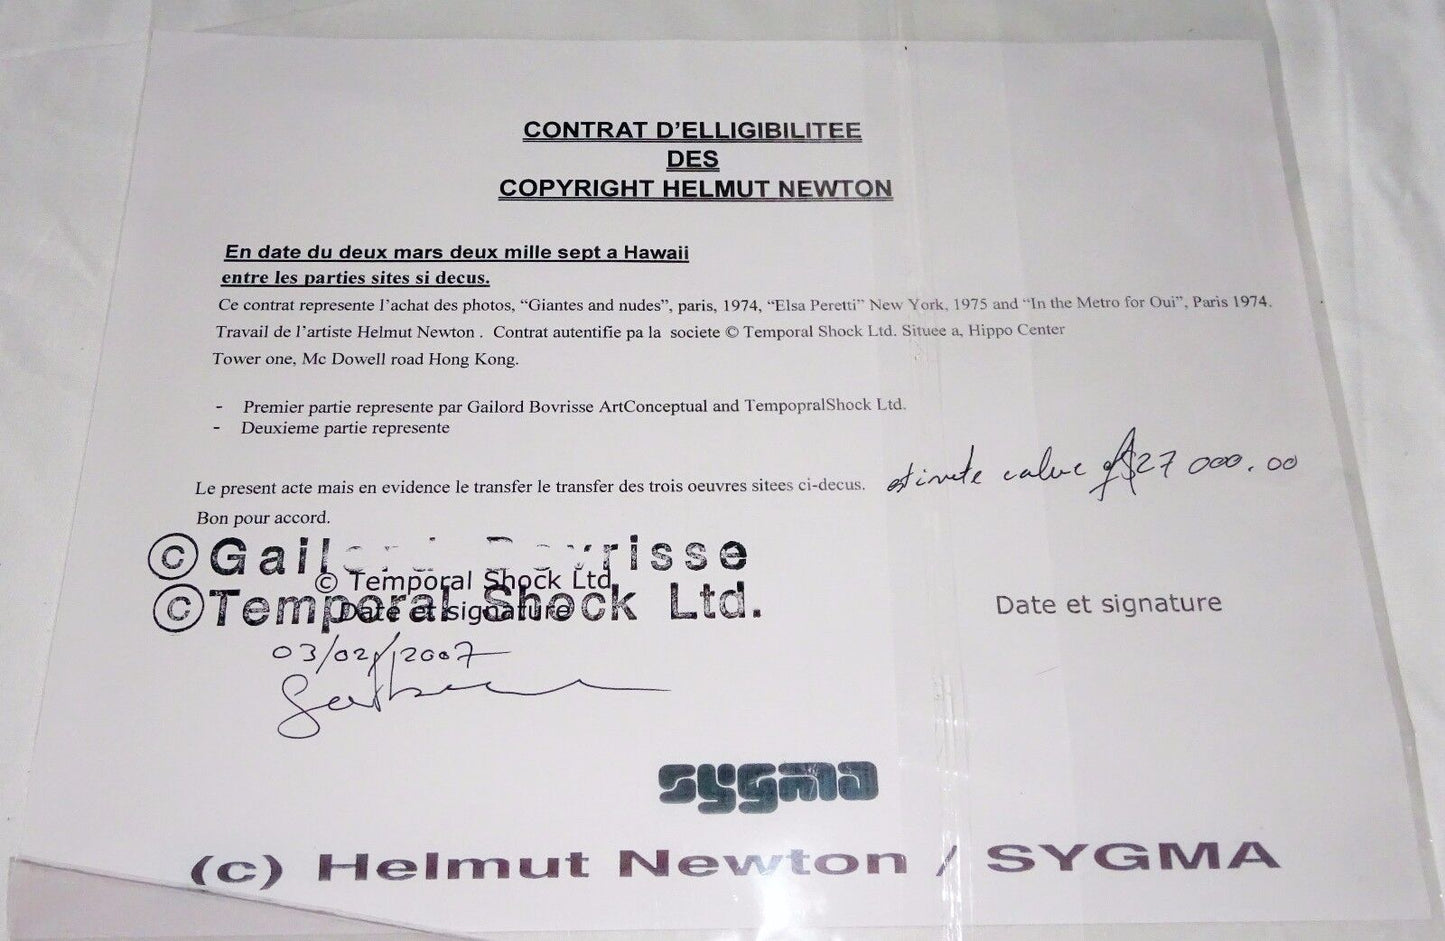 CONTRAT D'ELLIGIBILITEE
DES
COPYRIGHT HELMUT NEWTON
En date du deux mars deux mille sept a Hawaii
entre les parties sites si decus.
Ce contrat represente l'achat des photos, “Giantes and nudes”, paris, 1974, “Elsa Peretti” New York, 1975 and “In the Metro for Oui”, Paris 1974.
Travail de l'artiste Helmut Newton . Contrat autentifie pa la societe © Temporal Shock Ltd. Situee a, Hippo Center
Tower one, Mc Dowell road Hong Kong.
- Premier partie represente par Gailord Bovrisse ArtConceptual and TempopralShock Ltd.
- Deuxieme partie represente
Le present acte mais en evidence le transfer le transfer des trois oeuvres sitees ci-decus. value of $27 000.00
Bon pour accord.
© Gailord Bovrisse
© Temporal Shock Ltd
© Temporal Shock Ltd.
Date et signature
Date et signature
03/02/2007
sygma
(c) Helmut Newton / SYGMA